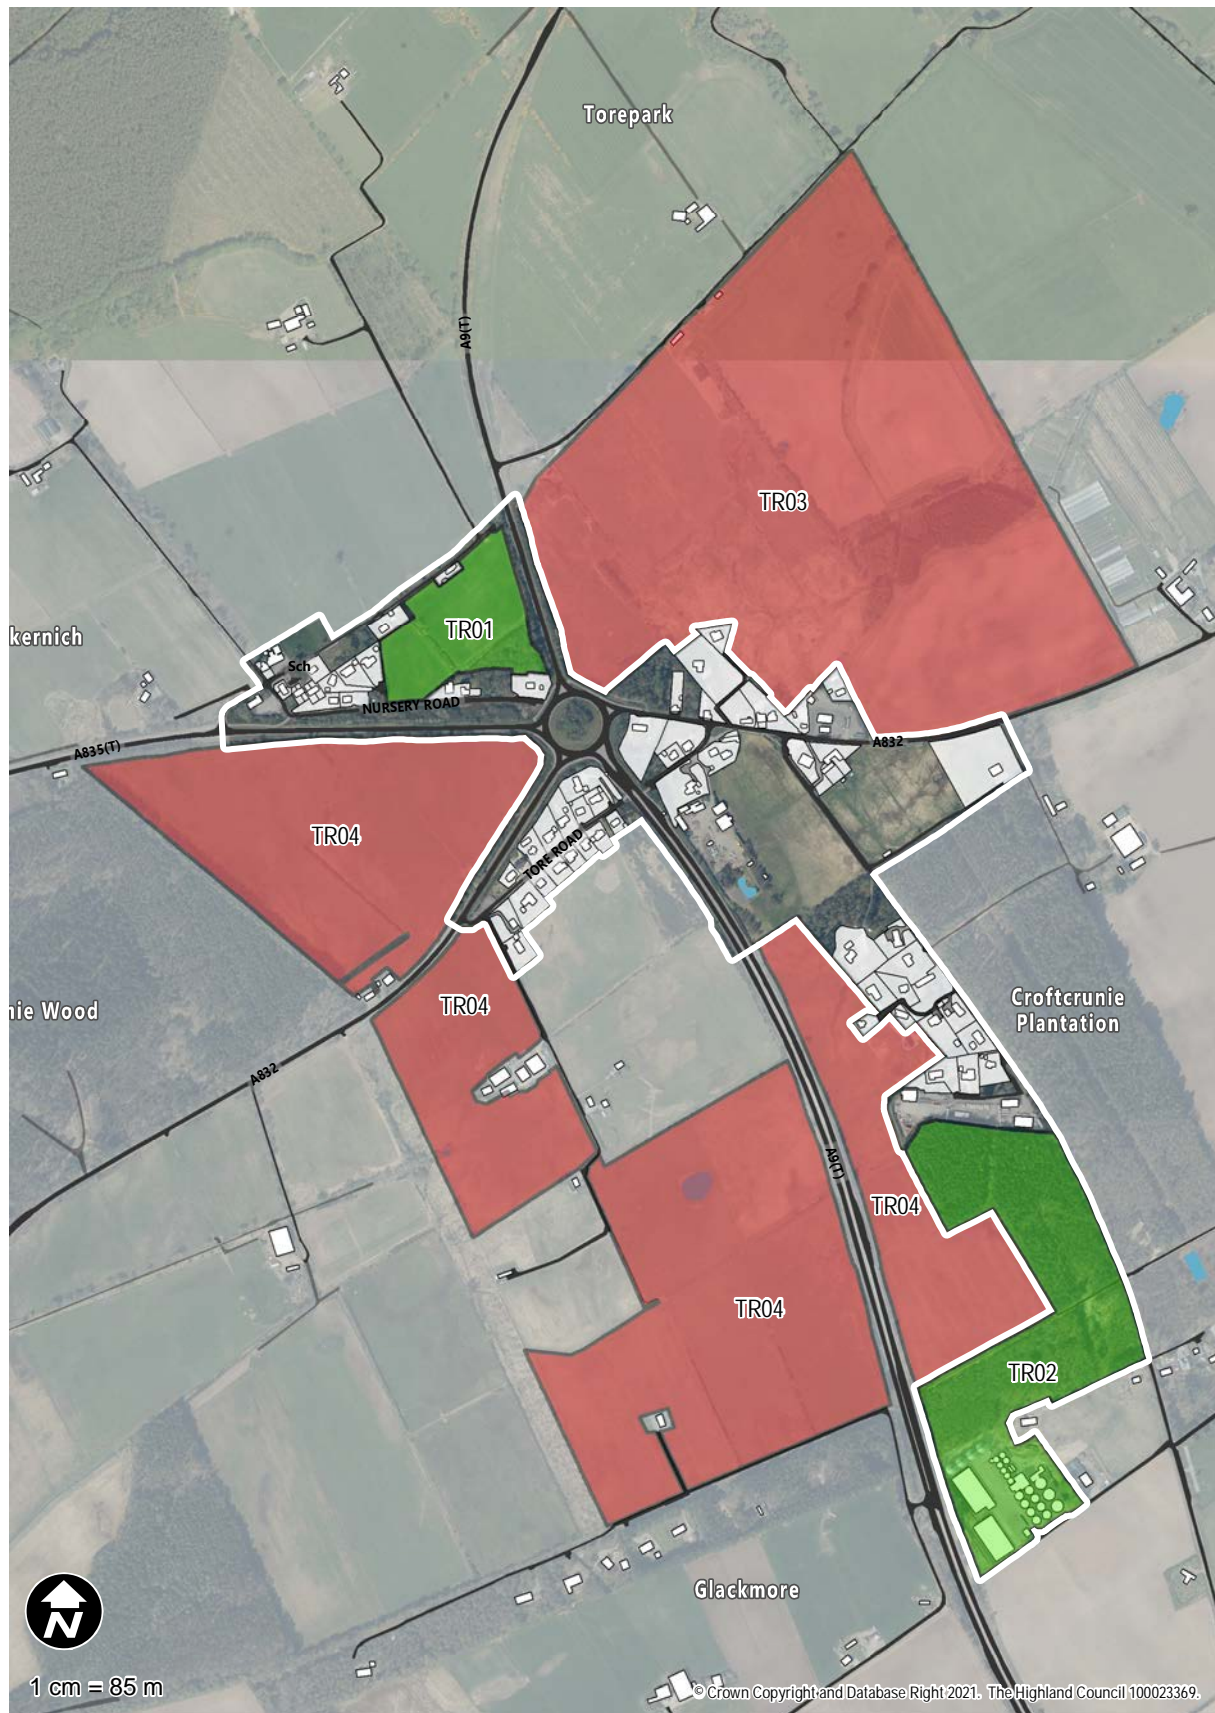 Torepark
A9(T)
TR03
TR01
kernich
Sch
NURSERY ROAD
A835(T)
A832
TR04
TORE ROAD
nie Wood
TR04
Croftcrunie
Plantation
A832
A9(T)
TR04
TR04
TR02
Glackmore
N
1 cm = 85 m
© Crown Copyright and Database Right 2021. The Highland Council 100023369.